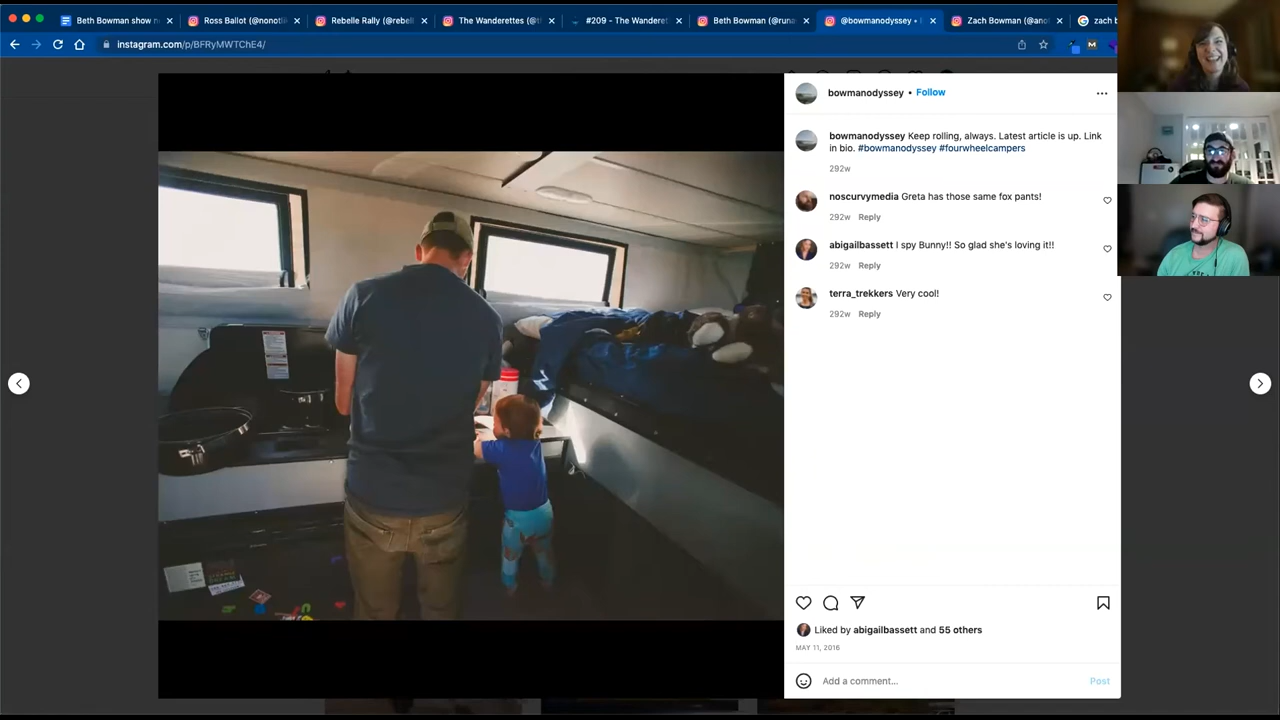 Beth Bowman show n
Ross Ballot (@nonoti
Rebelle Rally (@rebel
The Wanderettes (@t
#209 - The Wanderet
Beth Bowman (@runa
@bowmanodyssey •
Zach Bowman (@ano
zach b
instagram.com/p/BFRyMWTChE4/
bowmanodyssey • Follow
bowmanodyssey Keep rolling, always. Latest article is up. Link
in bio. #bowmanodyssey #fourwheelcampers
292w
noscurvymedia Greta has those same fox pants!
292w Reply
abigailbassett I spy Bunny!! So glad she's loving it!!
292w Reply
terra_trekkers Very cool!
292w Reply
Liked by abigailbassett and 55 others
MAY 11, 2016
Add a comment...
Post